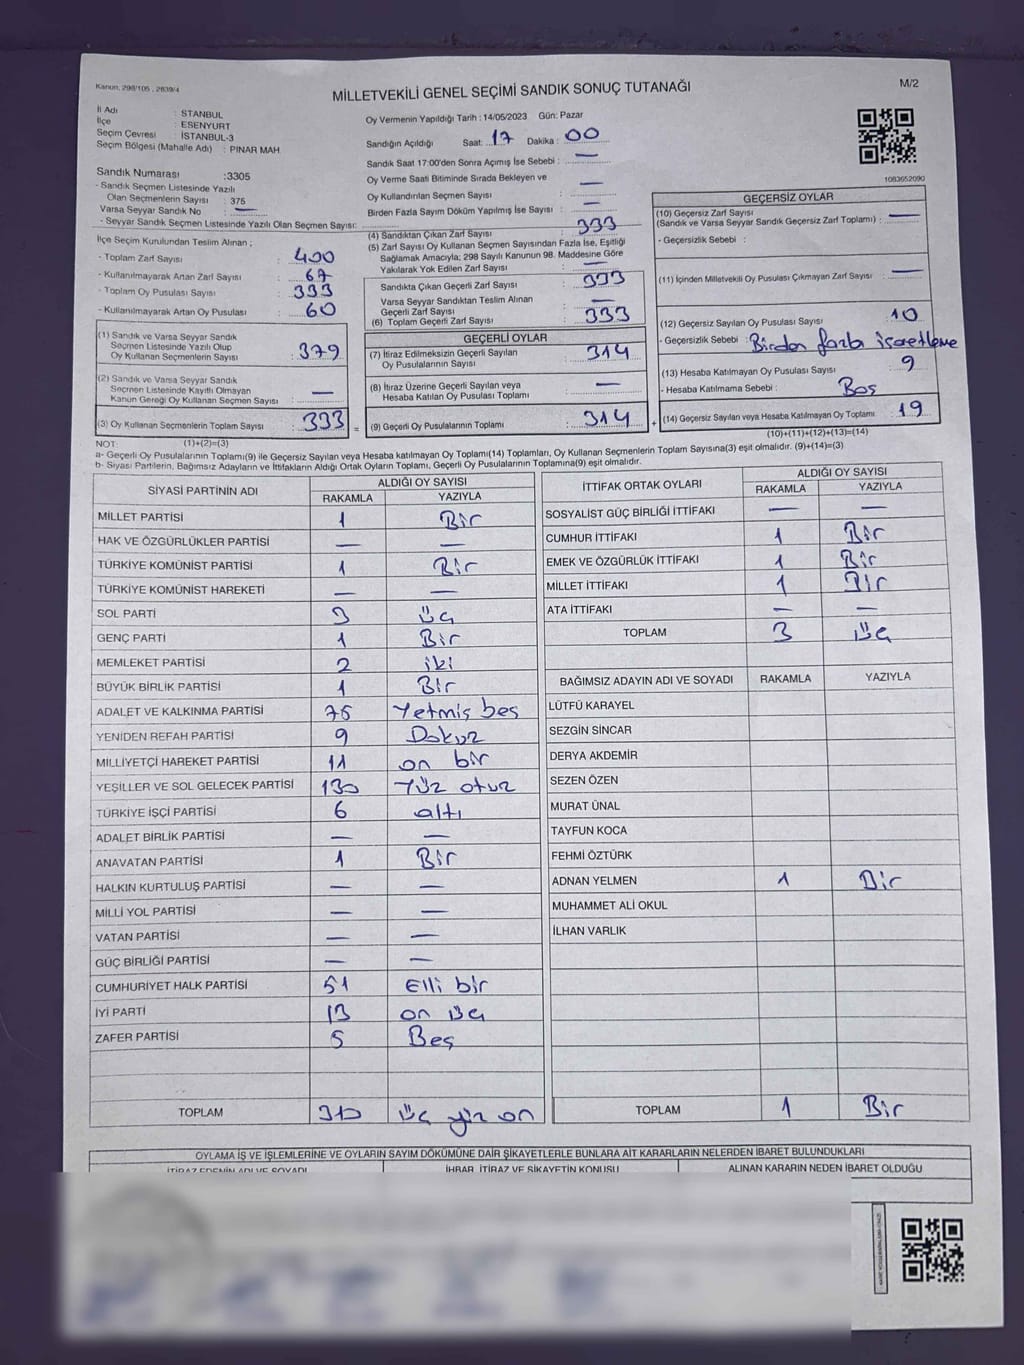 Kanun, 298/105 , 2839/4
MİLLETVEKİLİ GENEL SEÇİMİ SANDIK SONUÇ TUTANAĞI
M/2
İl Adı : STANBUL
İlçe : ESENYURT
Seçim Çevresi : İSTANBUL-3
Seçim Bölgesi (Mahalle Adı) : PINAR MAH
Sandık Numarası :3305
- Sandık Seçmen Listesinde Yazılı
Olan Seçmenlerin Sayısı : 375
Varsa Seyyar Sandık No : —
- Seyyar Sandık Seçmen Listesinde Yazılı Olan Seçmen Sayısı:
İlçe Seçim Kurulundan Teslim Alınan ;
- Toplam Zarf Sayısı : 400
- Kullanılmayarak Artan Zarf Sayısı : 67
- Toplam Oy Pusulası Sayısı : 393
- Kullanılmayarak Artan Oy Pusulası : 60
(1) Sandık ve Varsa Seyyar Sandık
Seçmen Listesinde Yazılı Olup
Oy Kullanan Seçmenlerin Sayısı : 379
(2) Sandık ve Varsa Seyyar Sandık
Seçmen Listesinde Kayıtlı Olmayan
Kanun Gereği Oy Kullanan Seçmen Sayısı : —
(3) Oy Kullanan Seçmenlerin Toplam Sayısı : 333
Oy Vermenin Yapıldığı Tarih : 14/05/2023 Gün: Pazar
Sandığın Açıldığı Saat: 17 Dakika : 00
Sandık Saat 17:00'den Sonra Açımış İse Sebebi : —
Oy Verme Saati Bitiminde Sırada Bekleyen ve
Oy Kullandırılan Seçmen Sayısı : —
Birden Fazla Sayım Döküm Yapılmış İse Sayısı : —
(4) Sandıktan Çıkan Zarf Sayısı : 333
(5) Zarf Sayısı Oy Kullanan Seçmen Sayısından Fazla İse, Eşitliği
Sağlamak Amacıyla; 298 Sayılı Kanunun 98. Maddesine Göre
Yakılarak Yok Edilen Zarf Sayısı : —
Sandıkta Çıkan Geçerli Zarf Sayısı : 333
Varsa Seyyar Sandıktan Teslim Alınan
Geçerli Zarf Sayısı : —
(6) Toplam Geçerli Zarf Sayısı : 333
GEÇERLİ OYLAR
(7) İtiraz Edilmeksizin Geçerli Sayılan
Oy Pusulalarının Sayısı : 314
(8) İtiraz Üzerine Geçerli Sayılan veya
Hesaba Katılan Oy Pusulası Toplamı : —
(9) Geçerli Oy Pusulalarının Toplamı : 314
1083652090
GEÇERSİZ OYLAR
(10) Geçersiz Zarf Sayısı
(Sandık ve Varsa Seyyar Sandık Geçersiz Zarf Toplamı) : —
- Geçersizlik Sebebi :
(11) İçinden Milletvekili Oy Pusulası Çıkmayan Zarf Sayısı : —
(12) Geçersiz Sayılan Oy Pusulası Sayısı : 10
- Geçersizlik Sebebi : Birden fazla işaretleme
(13) Hesaba Katılmayan Oy Pusulası Sayısı : 9
- Hesaba Katılmama Sebebi : Boş
(14) Geçersiz Sayılan veya Hesaba Katılmayan Oy Toplamı : 19
NOT: (1)+(2)=(3)
(10)+(11)+(12)+(13)=(14)
a- Geçerli Oy Pusulaları Toplamı(9) ile Geçersiz Sayılan veya Hesaba katılmayan Oy Toplamı(14) Toplamları, Oy Kullanan Seçmenlerin Toplam Sayısına(3) eşit olmalıdır. (9)+(14)=(3)
b- Siyasi Partilerin, Bağımsız Adayların ve İttifakların Aldığı Ortak Oyların Toplamı, Geçerli Oy Pusulalarının Toplamına(9) eşit olmalıdır.
SİYASİ PARTİNİN ADI
ALDIĞI OY SAYISI
RAKAMLA YAZIYLA
MİLLET PARTİSİ 1 Bir
HAK VE ÖZGÜRLÜKLER PARTİSİ — —
TÜRKİYE KOMÜNİST PARTİSİ 1 Bir
TÜRKİYE KOMÜNİST HAREKETİ — —
SOL PARTİ 3 Üç
GENÇ PARTİ 1 Bir
MEMLEKET PARTİSİ 2 iki
BÜYÜK BİRLİK PARTİSİ 1 Bir
ADALET VE KALKINMA PARTİSİ 75 Yetmiş beş
YENİDEN REFAH PARTİSİ 9 Dokuz
MİLLİYETÇİ HAREKET PARTİSİ 11 on bir
YEŞİLLER VE SOL GELECEK PARTİSİ 130 Yüz otuz
TÜRKİYE İŞÇİ PARTİSİ 6 altı
ADALET BİRLİK PARTİSİ — —
ANAVATAN PARTİSİ 1 Bir
HALKIN KURTULUŞ PARTİSİ — —
MİLLİ YOL PARTİSİ — —
VATAN PARTİSİ — —
GÜÇ BİRLİĞİ PARTİSİ — —
CUMHURİYET HALK PARTİSİ 51 Elli bir
İYİ PARTİ 13 on üç
ZAFER PARTİSİ 5 Beş
TOPLAM 310 Üç yüz on
İTTİFAK ORTAK OYLARI
ALDIĞI OY SAYISI
RAKAMLA YAZIYLA
SOSYALİST GÜÇ BİRLİĞİ İTTİFAKI — —
CUMHUR İTTİFAKI 1 Bir
EMEK VE ÖZGÜRLÜK İTTİFAKI 1 Bir
MİLLET İTTİFAKI 1 Bir
ATA İTTİFAKI — —
TOPLAM 3 Üç
BAĞIMSIZ ADAYIN ADI VE SOYADI RAKAMLA YAZIYLA
LÜTFÜ KARAYEL
SEZGİN SİNCAR
DERYA AKDEMİR
SEZEN ÖZEN
MURAT ÜNAL
TAYFUN KOCA
FEHMİ ÖZTÜRK
ADNAN YELMEN 1 Bir
MUHAMMET ALİ OKUL
İLHAN VARLIK
TOPLAM 1 Bir
OYLAMA İŞ VE İŞLEMLERİNE VE OYLARIN SAYIM DÖKÜMÜNE DAİR ŞİKAYETLERLE BUNLARA AİT KARARLARIN NELERDEN İBARET BULUNDUKLARI
İTİRAZ EDENİN ADI VE SOYADI İHBAR, İTİRAZ VE ŞİKAYETİN KONUSU ALINAN KARARIN NEDEN İBARET OLDUĞU